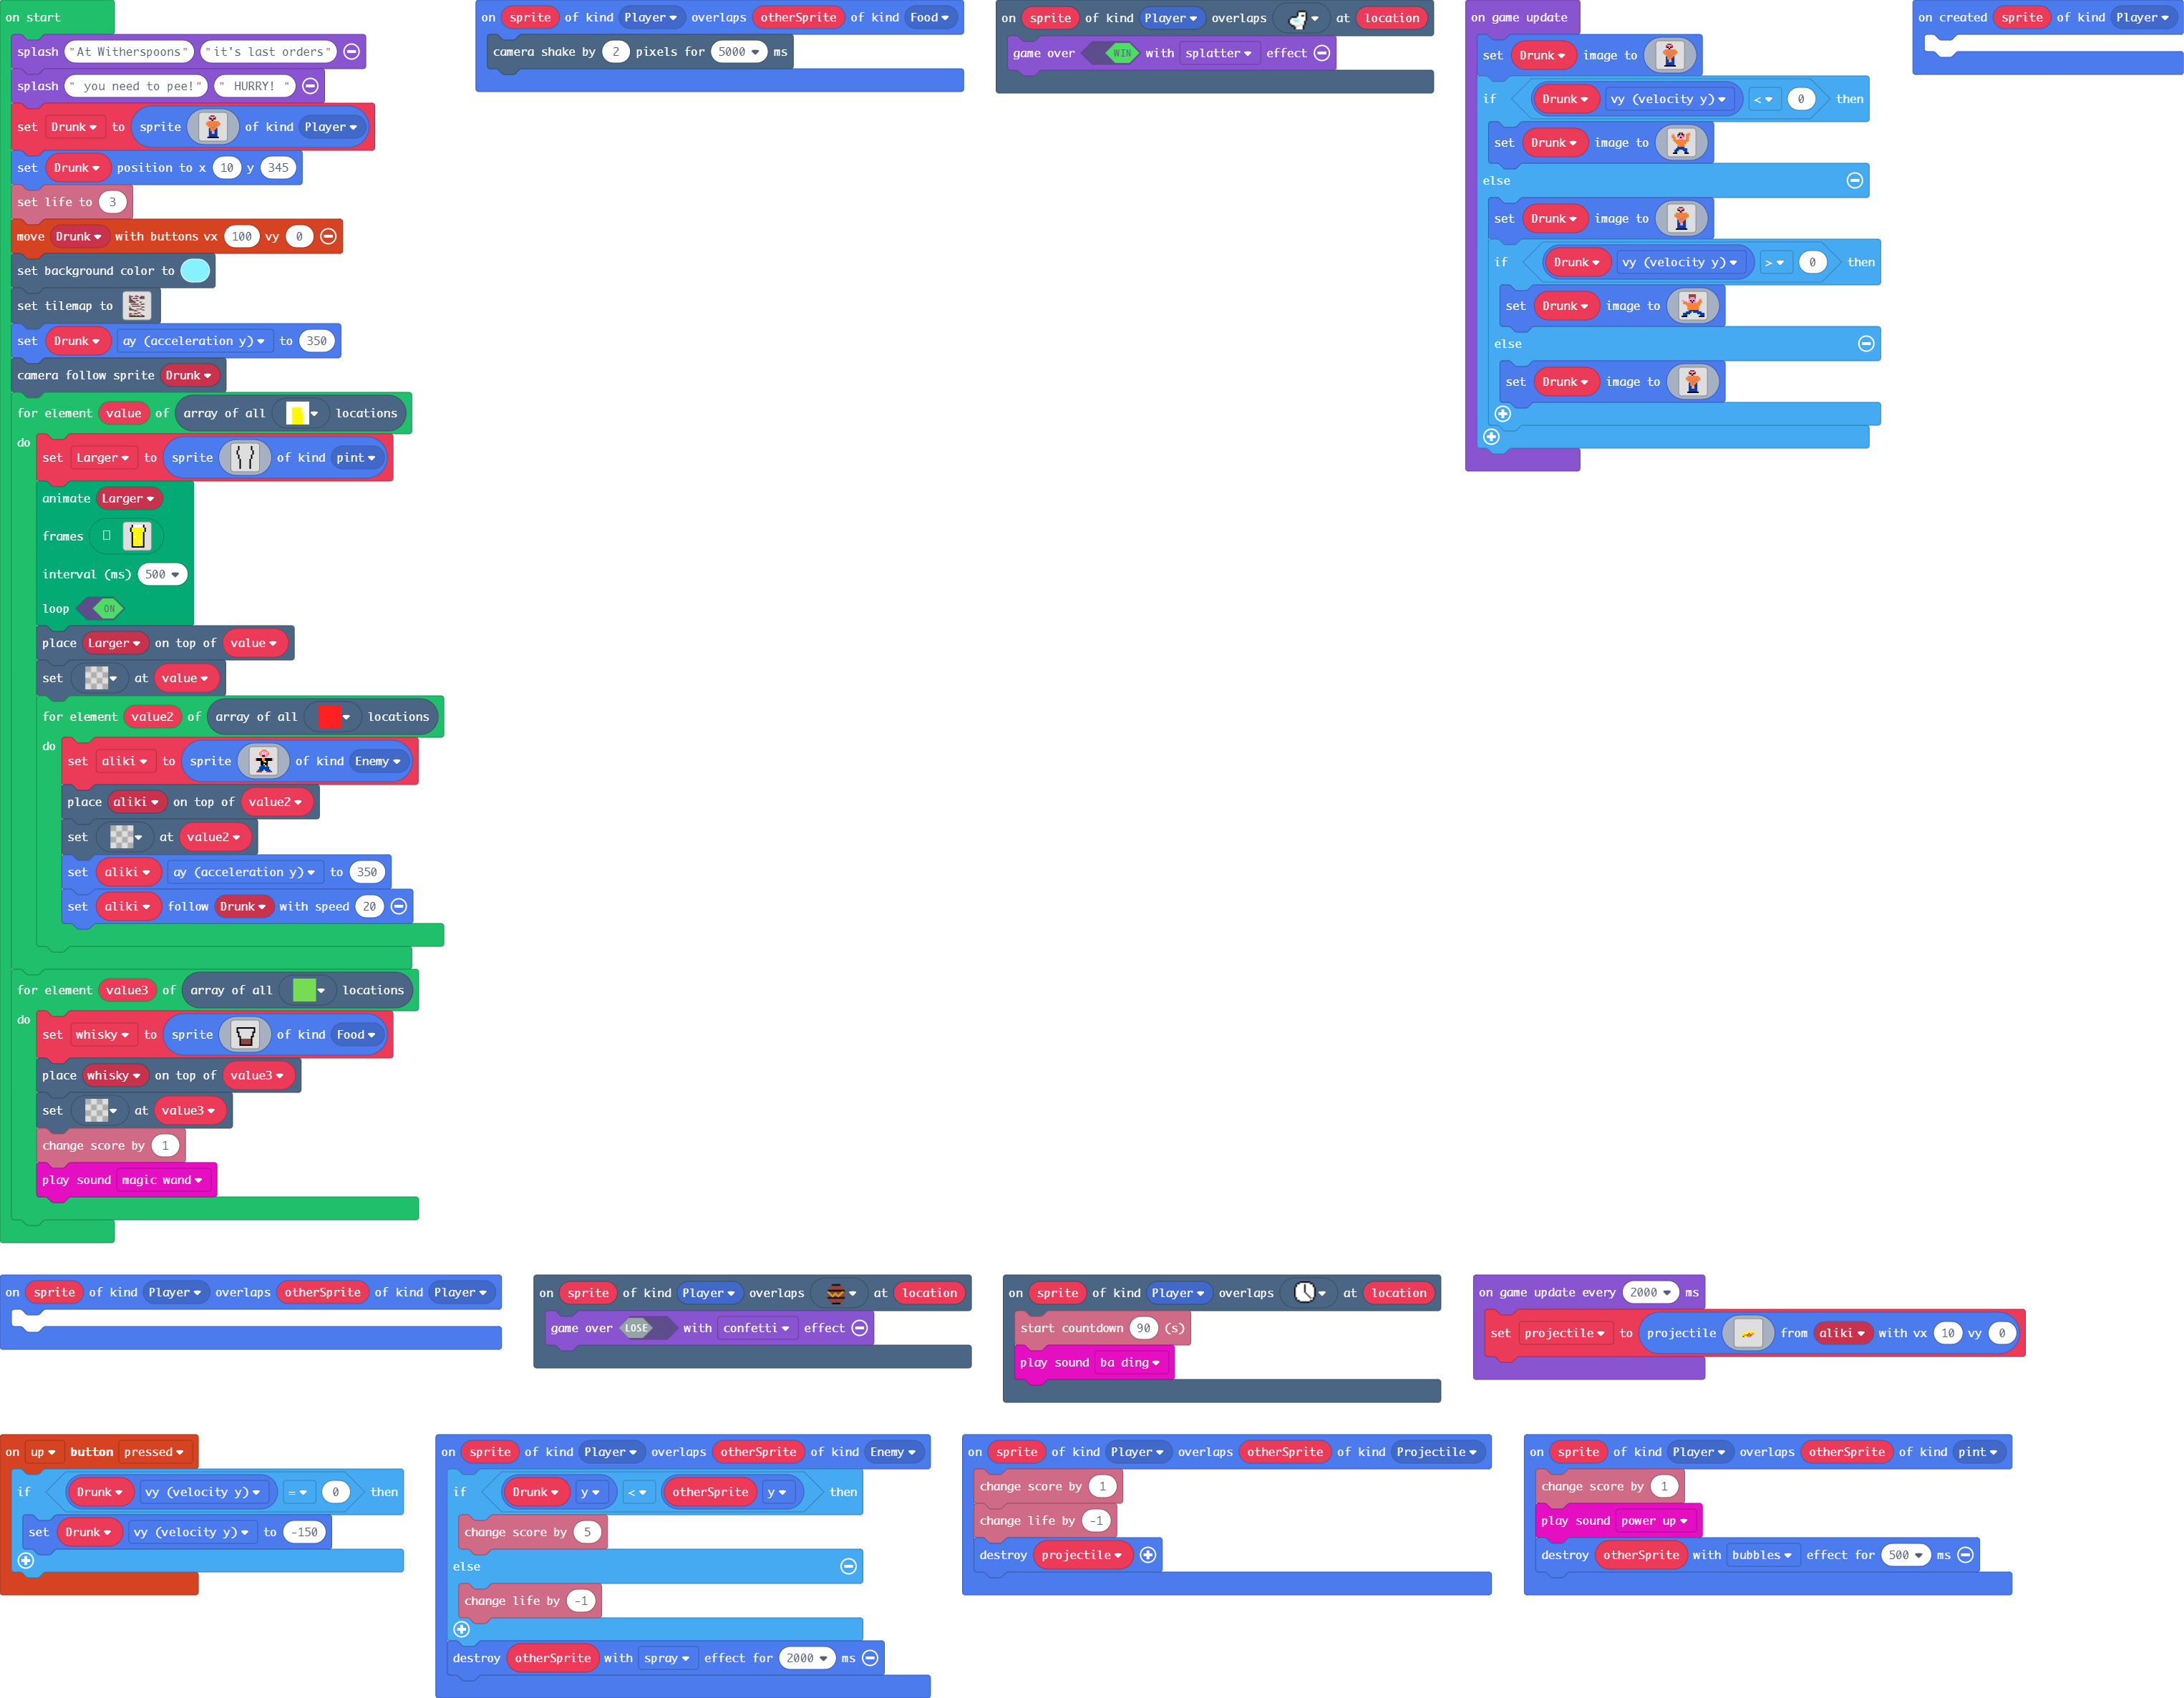 on start
splash "At Witherspoons" "it's last orders"
splash " you need to pee!" " HURRY! "
set Drunk to sprite of kind Player
set Drunk position to x 10 y 345
set life to 3
move Drunk with buttons vx 100 vy 0
set background color to
set tilemap to
set Drunk ay (acceleration y) to 350
camera follow sprite Drunk
for element value of array of all locations
do
set Larger to sprite of kind pint
animate Larger
frames
interval (ms) 500
loop ON
place Larger on top of value
set at value
for element value2 of array of all locations
do
set aliki to sprite of kind Enemy
place aliki on top of value2
set at value2
set aliki ay (acceleration y) to 350
set aliki follow Drunk with speed 20
for element value3 of array of all locations
do
set whisky to sprite of kind Food
place whisky on top of value3
set at value3
change score by 1
play sound magic wand
on sprite of kind Player overlaps otherSprite of kind Food
camera shake by 2 pixels for 5000 ms
on sprite of kind Player overlaps at location
game over WIN with splatter effect
on game update
set Drunk image to
if Drunk vy (velocity y) < 0 then
set Drunk image to
else
set Drunk image to
if Drunk vy (velocity y) > 0 then
set Drunk image to
else
set Drunk image to
on created sprite of kind Player
on sprite of kind Player overlaps otherSprite of kind Player
on sprite of kind Player overlaps at location
game over LOSE with confetti effect
on sprite of kind Player overlaps at location
start countdown 90 (s)
play sound ba ding
on game update every 2000 ms
set projectile to projectile from aliki with vx 10 vy 0
on up button pressed
if Drunk vy (velocity y) = 0 then
set Drunk vy (velocity y) to -150
on sprite of kind Player overlaps otherSprite of kind Enemy
if Drunk y < otherSprite y then
change score by 5
else
change life by -1
destroy otherSprite with spray effect for 2000 ms
on sprite of kind Player overlaps otherSprite of kind Projectile
change score by 1
change life by -1
destroy projectile
on sprite of kind Player overlaps otherSprite of kind pint
change score by 1
play sound power up
destroy otherSprite with bubbles effect for 500 ms